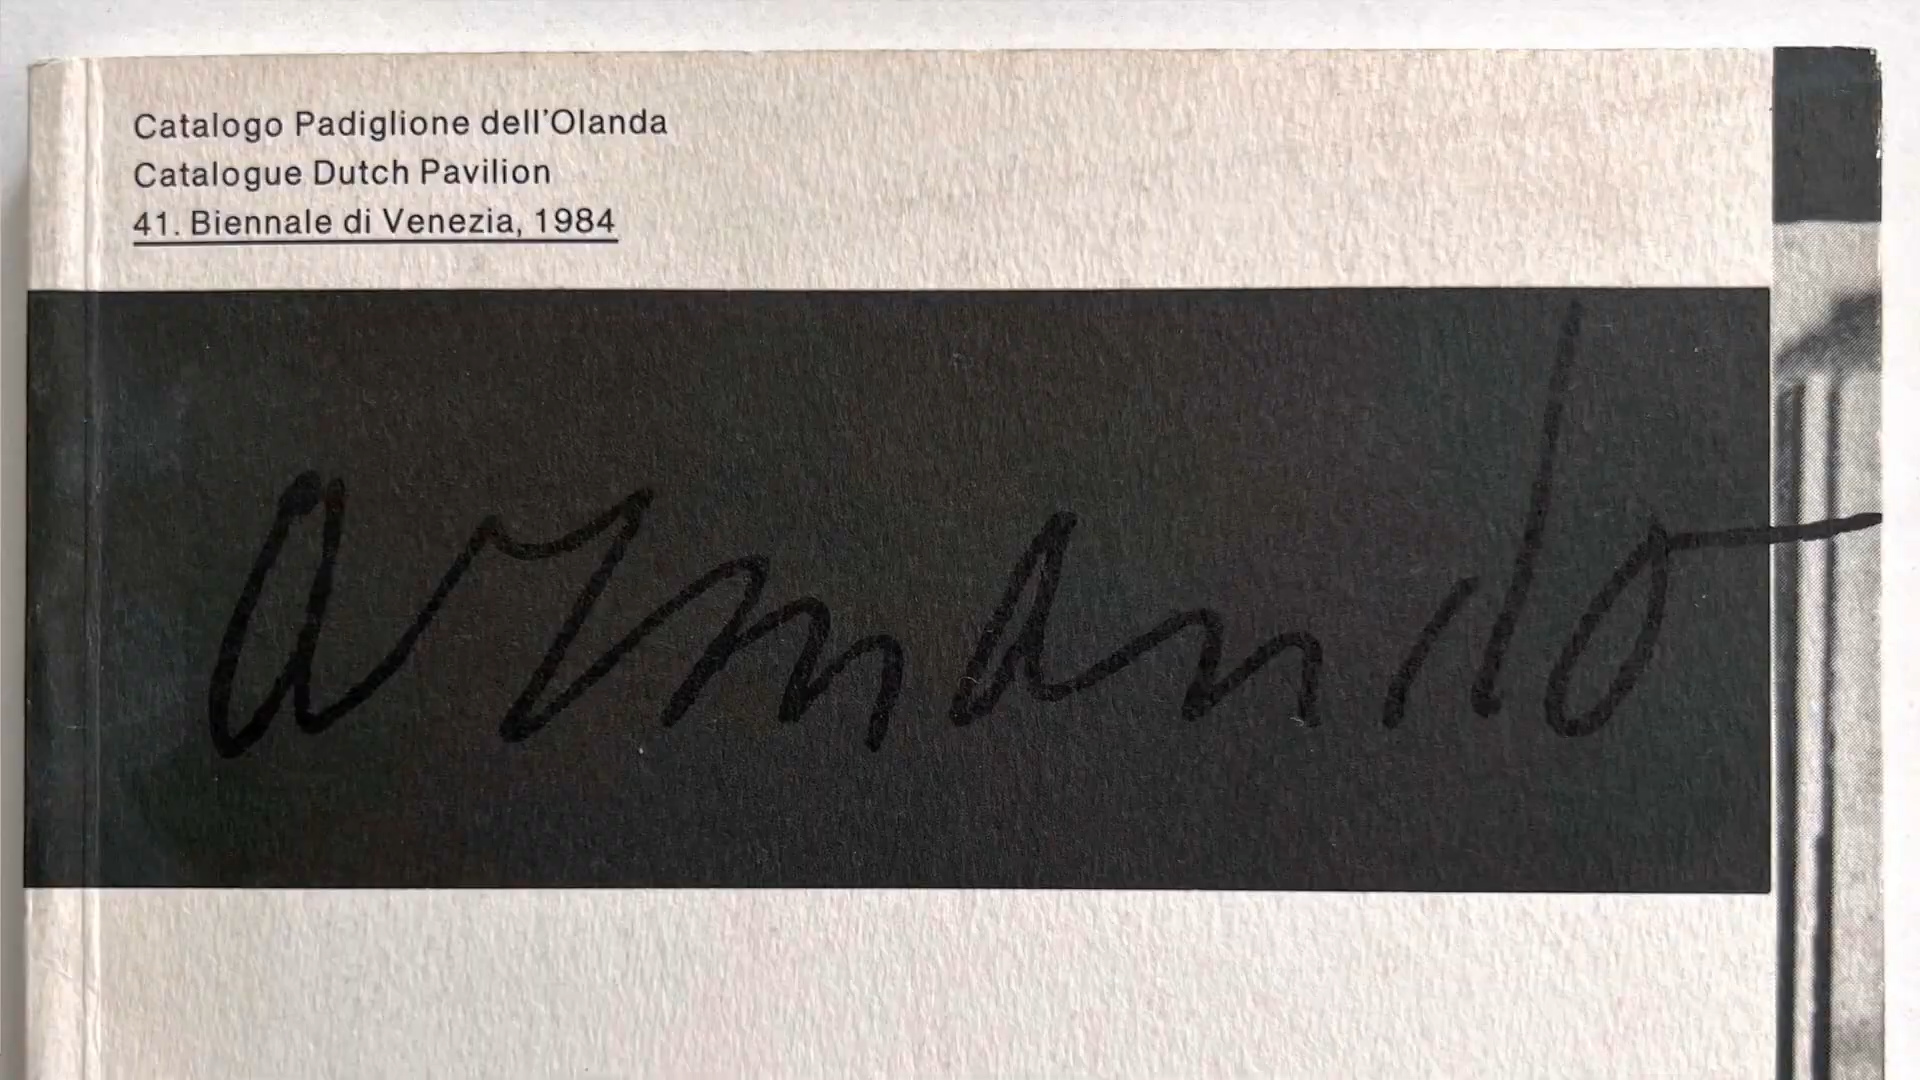 Catalogo Padiglione dell'Olanda
Catalogue Dutch Pavilion
41. Biennale di Venezia, 1984
armando